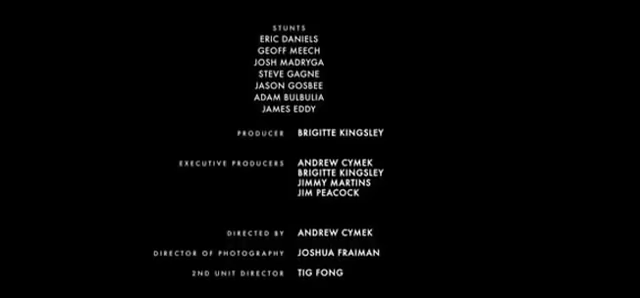 STUNTS
ERIC DANIELS
GEOFF MEECH
JOSH MADRYGA
STEVE GAGNE
JASON GOSBEE
ADAM BULBULIA
JAMES EDDY
PRODUCER BRIGITTE KINGSLEY
EXECUTIVE PRODUCERS ANDREW CYMEK
BRIGITTE KINGSLEY
JIMMY MARTINS
JIM PEACOCK
DIRECTED BY ANDREW CYMEK
DIRECTOR OF PHOTOGRAPHY JOSHUA FRAIMAN
2ND UNIT DIRECTOR TIG FONG